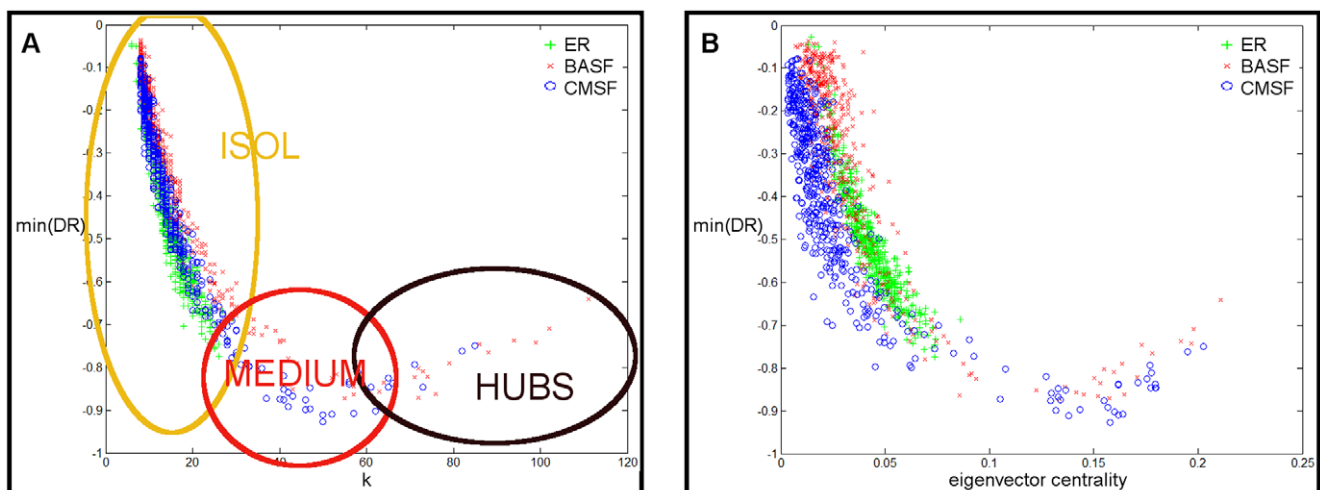 A
ER
BASF
CMSF
0
-0.1
-0.2
-0.3
-0.4
-0.5
-0.6
-0.7
-0.8
-0.9
-1
min(DR)
ISOL
MEDIUM
HUBS
0 20 40 60 80 100 120
k
B
ER
BASF
CMSF
0
-0.1
-0.2
-0.3
-0.4
-0.5
-0.6
-0.7
-0.8
-0.9
-1
min(DR)
0 0.05 0.1 0.15 0.2 0.25
eigenvector centrality